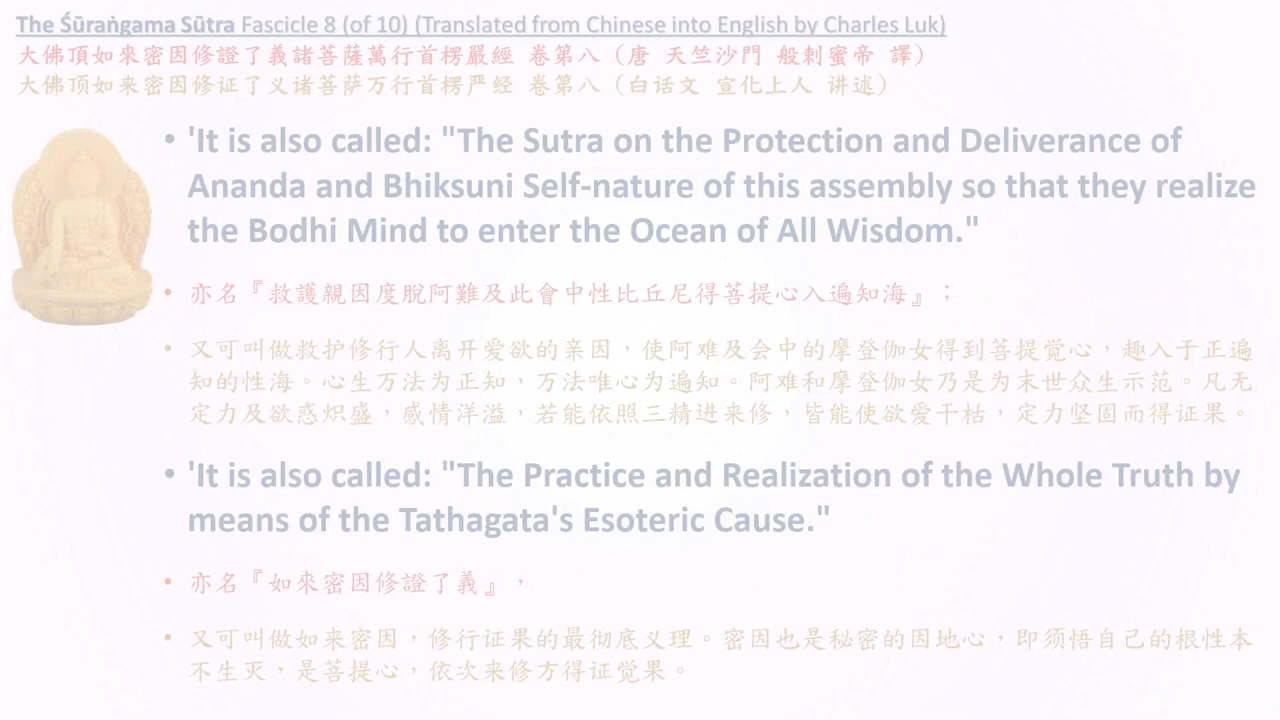 The Śūraṅgama Sūtra Fascicle 8 (of 10) (Translated from Chinese into English by Charles Luk)
大佛頂如來密因修證了義諸菩薩萬行首楞嚴經 卷第八（唐 天竺沙門 般剌蜜帝 譯）
大佛顶如来密因修证了义诸菩萨万行首楞严经 卷第八（白话文 宣化上人 讲述）
• 'It is also called: "The Sutra on the Protection and Deliverance of
Ananda and Bhiksuni Self-nature of this assembly so that they realize
the Bodhi Mind to enter the Ocean of All Wisdom."
• 亦名『救護親因度脫阿難及此會中性比丘尼得菩提心入遍知海』；
• 又可叫做救护修行人离开爱欲的亲因，使阿难及会中的摩登伽女得到菩提觉心，趣入于正遍
知的性海。心生万法为正知，万法唯心为遍知。阿难和摩登伽女乃是为末世众生示范。凡无
定力及欲惑炽盛，感情洋溢，若能依照三精进来修，皆能使欲爱干枯，定力坚固而得证果。
• 'It is also called: "The Practice and Realization of the Whole Truth by
means of the Tathagata's Esoteric Cause."
• 亦名『如來密因修證了義』，
• 又可叫做如来密因，修行证果的最彻底义理。密因也是秘密的因地心，即须悟自己的根性本
不生灭，是菩提心，依次来修方得证觉果。